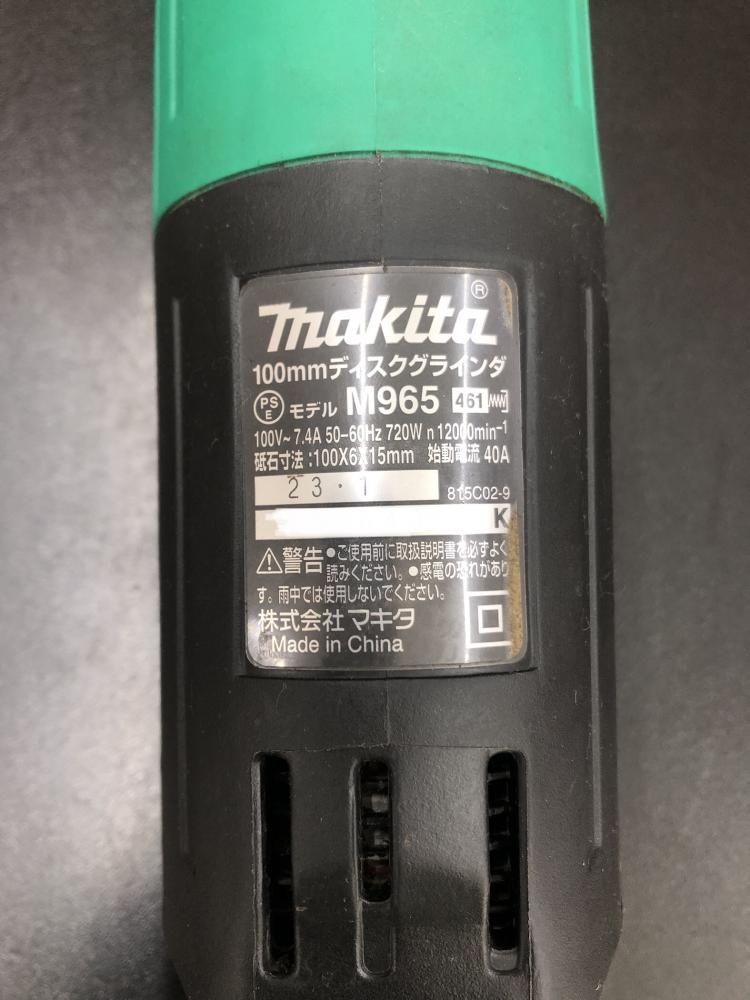 makita®
100mmディスクグラインダ
PS E モデル M965 461
100V~ 7.4A 50-60Hz 720W n 12000min⁻¹
砥石寸法:100X6X15mm 始動電流 40A
23・1 815C02-9
K
警告 ●ご使用前に取扱説明書を必ずよく
読みください。●感電の恐れがあり
す。雨中では使用しないでください。
株式会社 マキタ
Made in China